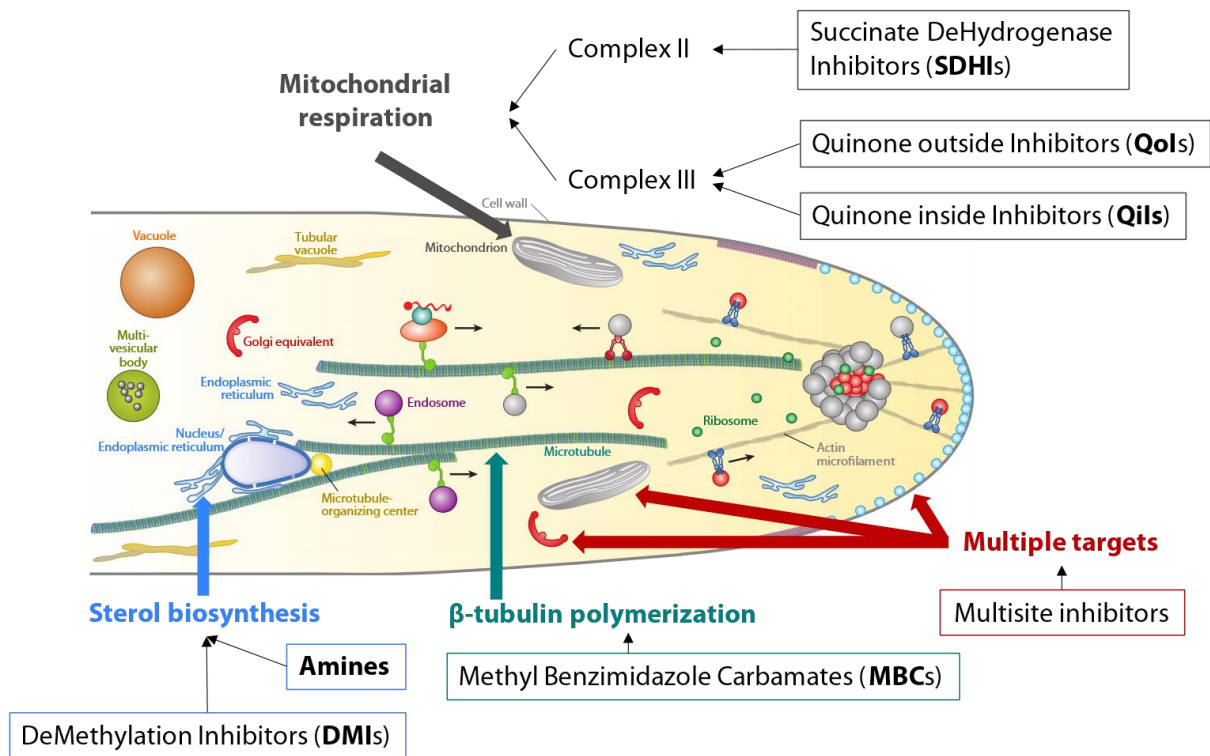 Complex II
Succinate DeHydrogenase
Inhibitors (SDHIs)
Mitochondrial
respiration
Quinone outside Inhibitors (QoIs)
Complex III
Quinone inside Inhibitors (QiIs)
Cell wall
Vacuole
Tubular
vacuole
Mitochondrion
Multi-
vesicular
body
Golgi equivalent
Endoplasmic
reticulum
Endosome
Ribosome
Nucleus/
Endoplasmic reticulum
Microtubule
Actin
microfilament
Microtubule-
organizing center
Multiple targets
Sterol biosynthesis
β-tubulin polymerization
Multisite inhibitors
Amines
Methyl Benzimidazole Carbamates (MBCs)
DeMethylation Inhibitors (DMIs)